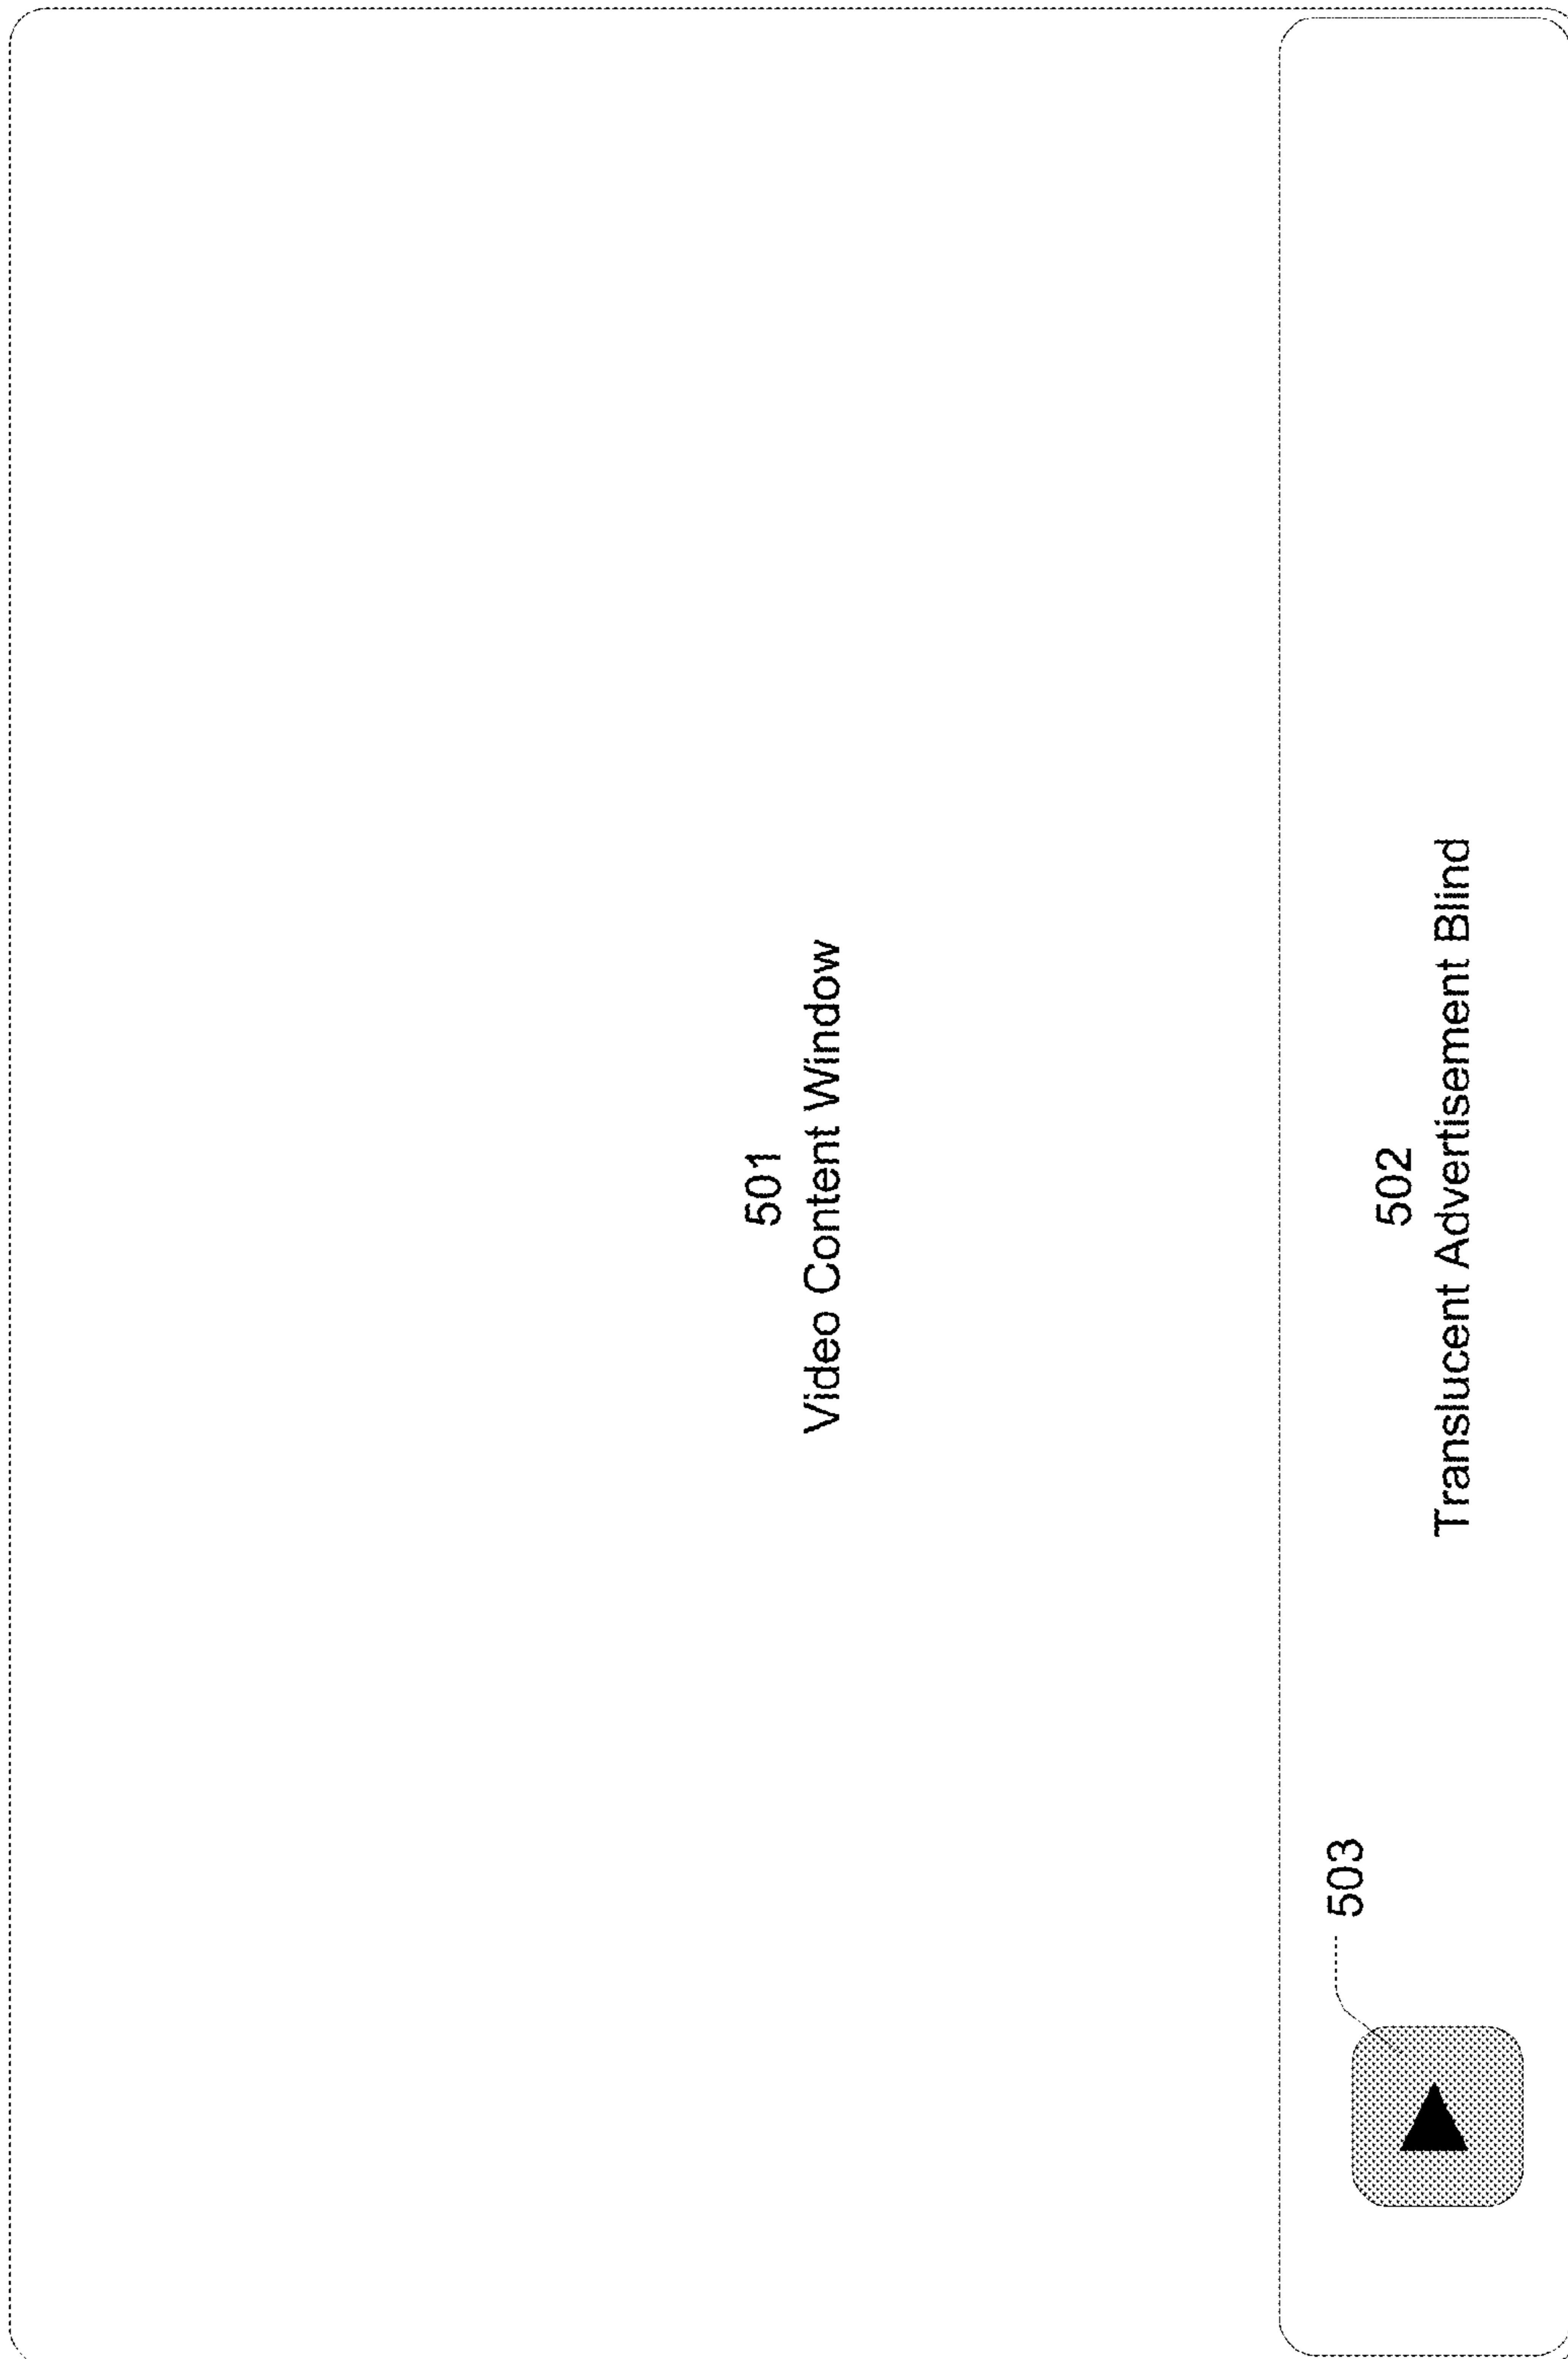 501
Video Content Window
502
Translucent Advertisement Blind
503